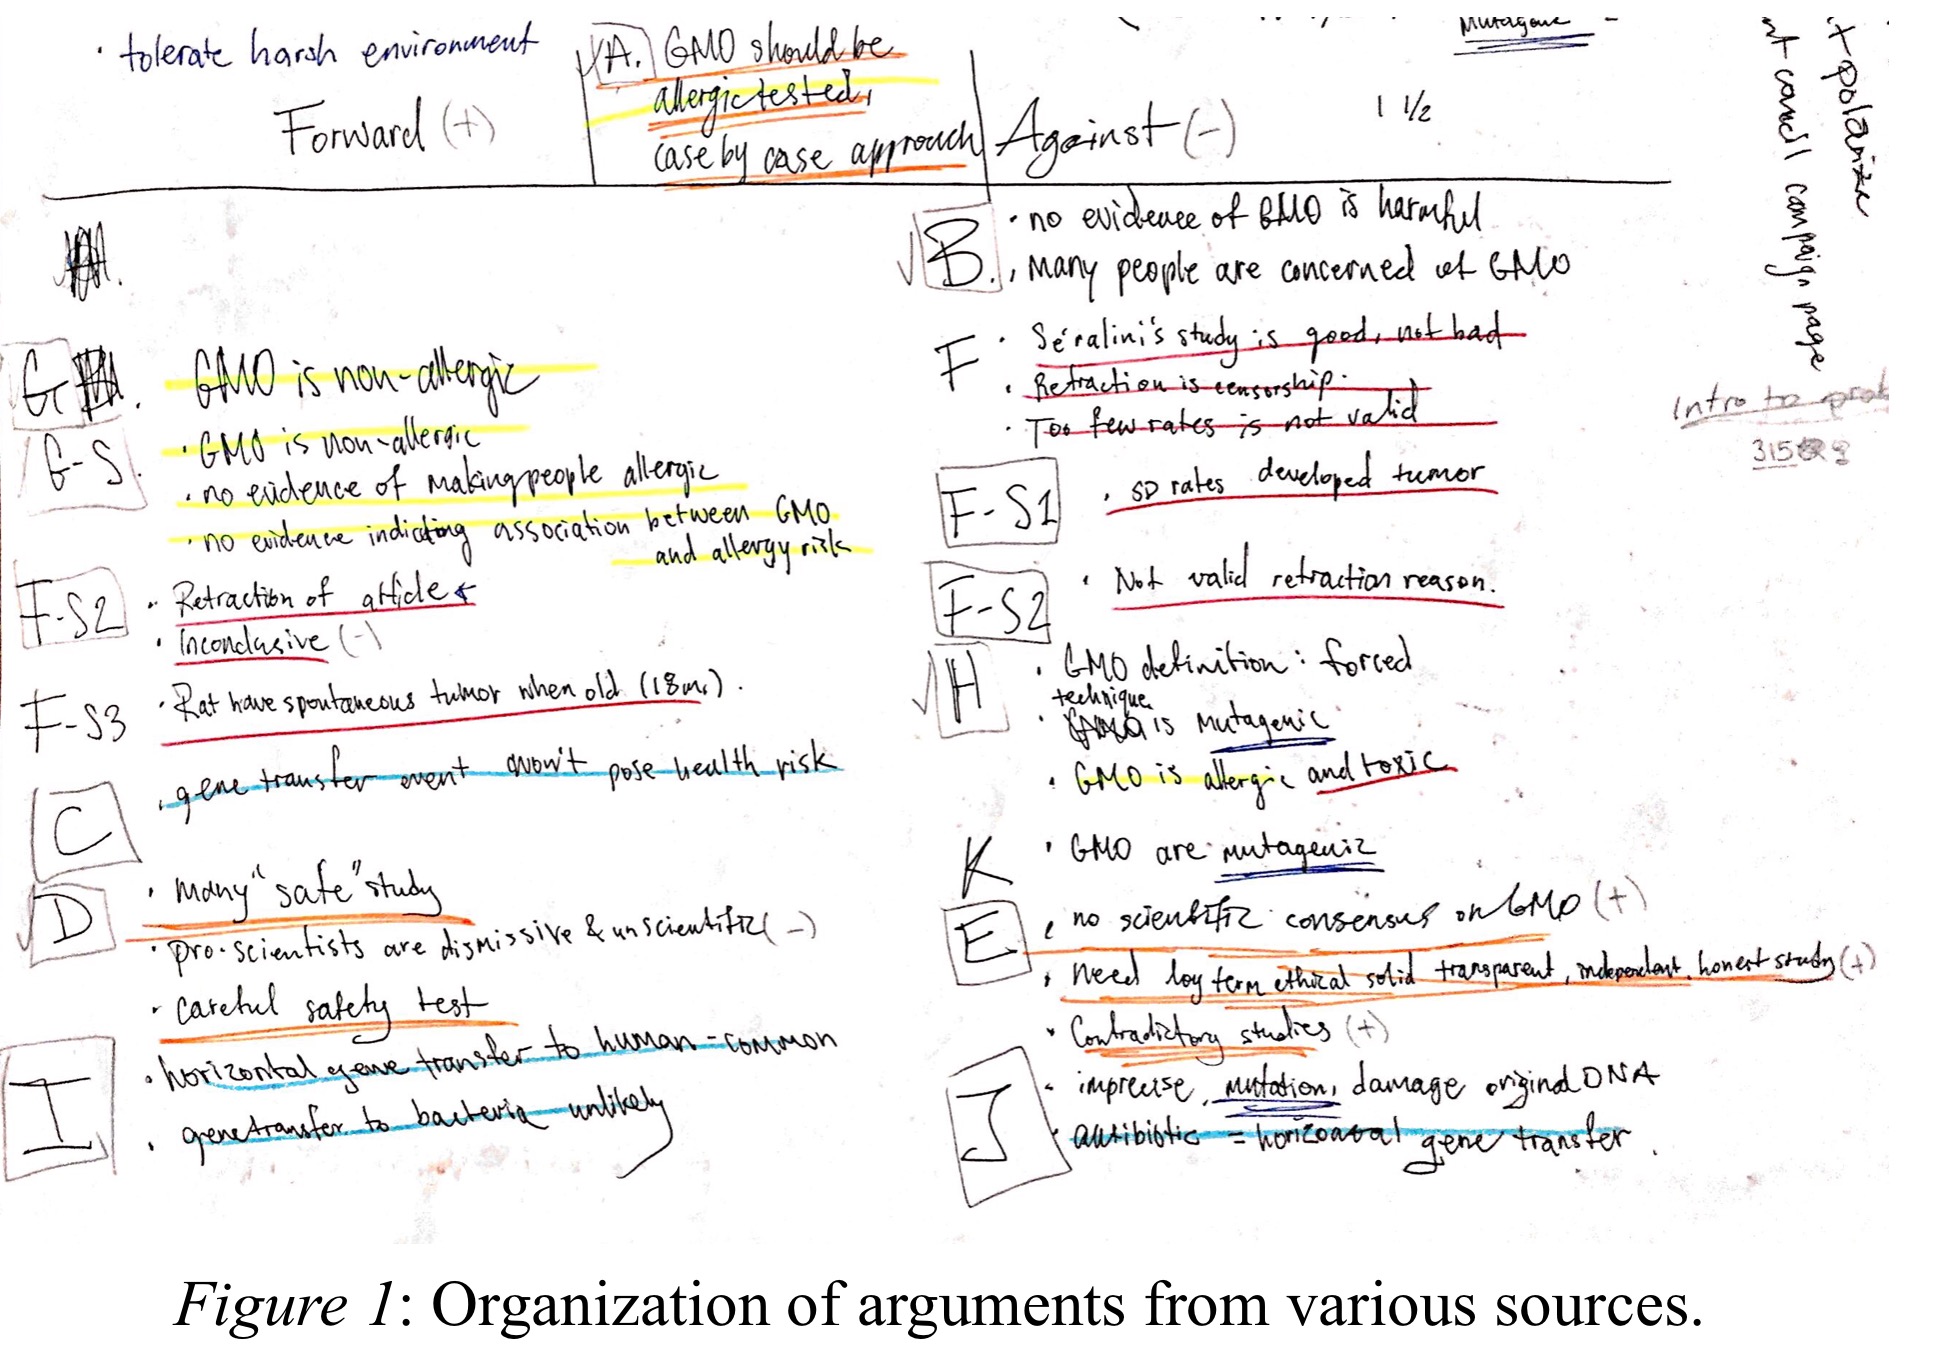 · tolerate harsh environment
Forward (+)
A. GMO should be
allergic tested,
case by case approach
Against (-)
1 1/2
Mutagenic
t polarize
nt council campaign page
Intro to prob
315
G.
GMO is non-allergic
G-S.
· GMO is non-allergic
· no evidence of making people allergic
· no evidence indicating association between GMO
and allergy risk
F-S2
· Retraction of article
· Inconclusive (-)
F-S3
· Rat have spontaneous tumor when old (18m.).
C
· gene transfer event won't pose health risk
D
· many "safe" study
· pro-scientists are dismissive & unscientific (-)
· careful safety test
I
· horizontal gene transfer to human = common
· gene transfer to bacteria unlikely
B.
· no evidence of GMO is harmful
· many people are concerned of GMO
F
· Séralini's study is good, not bad
· Retraction is censorship.
· Too few rates is not valid
F-S1
· SD rates developed tumor
F-S2
· Not valid retraction reason.
H
· GMO definition: forced
technique
· is mutagenic
· GMO is allergic and toxic
K
· GMO are mutagenic
E
· no scientific consensus on GMO (+)
· Need log term ethical solid transparent, independent, honest study (+)
· Contradictory studies (+)
J
· imprecise, mutation, damage original DNA
· antibiotic = horizontal gene transfer.
Figure 1: Organization of arguments from various sources.